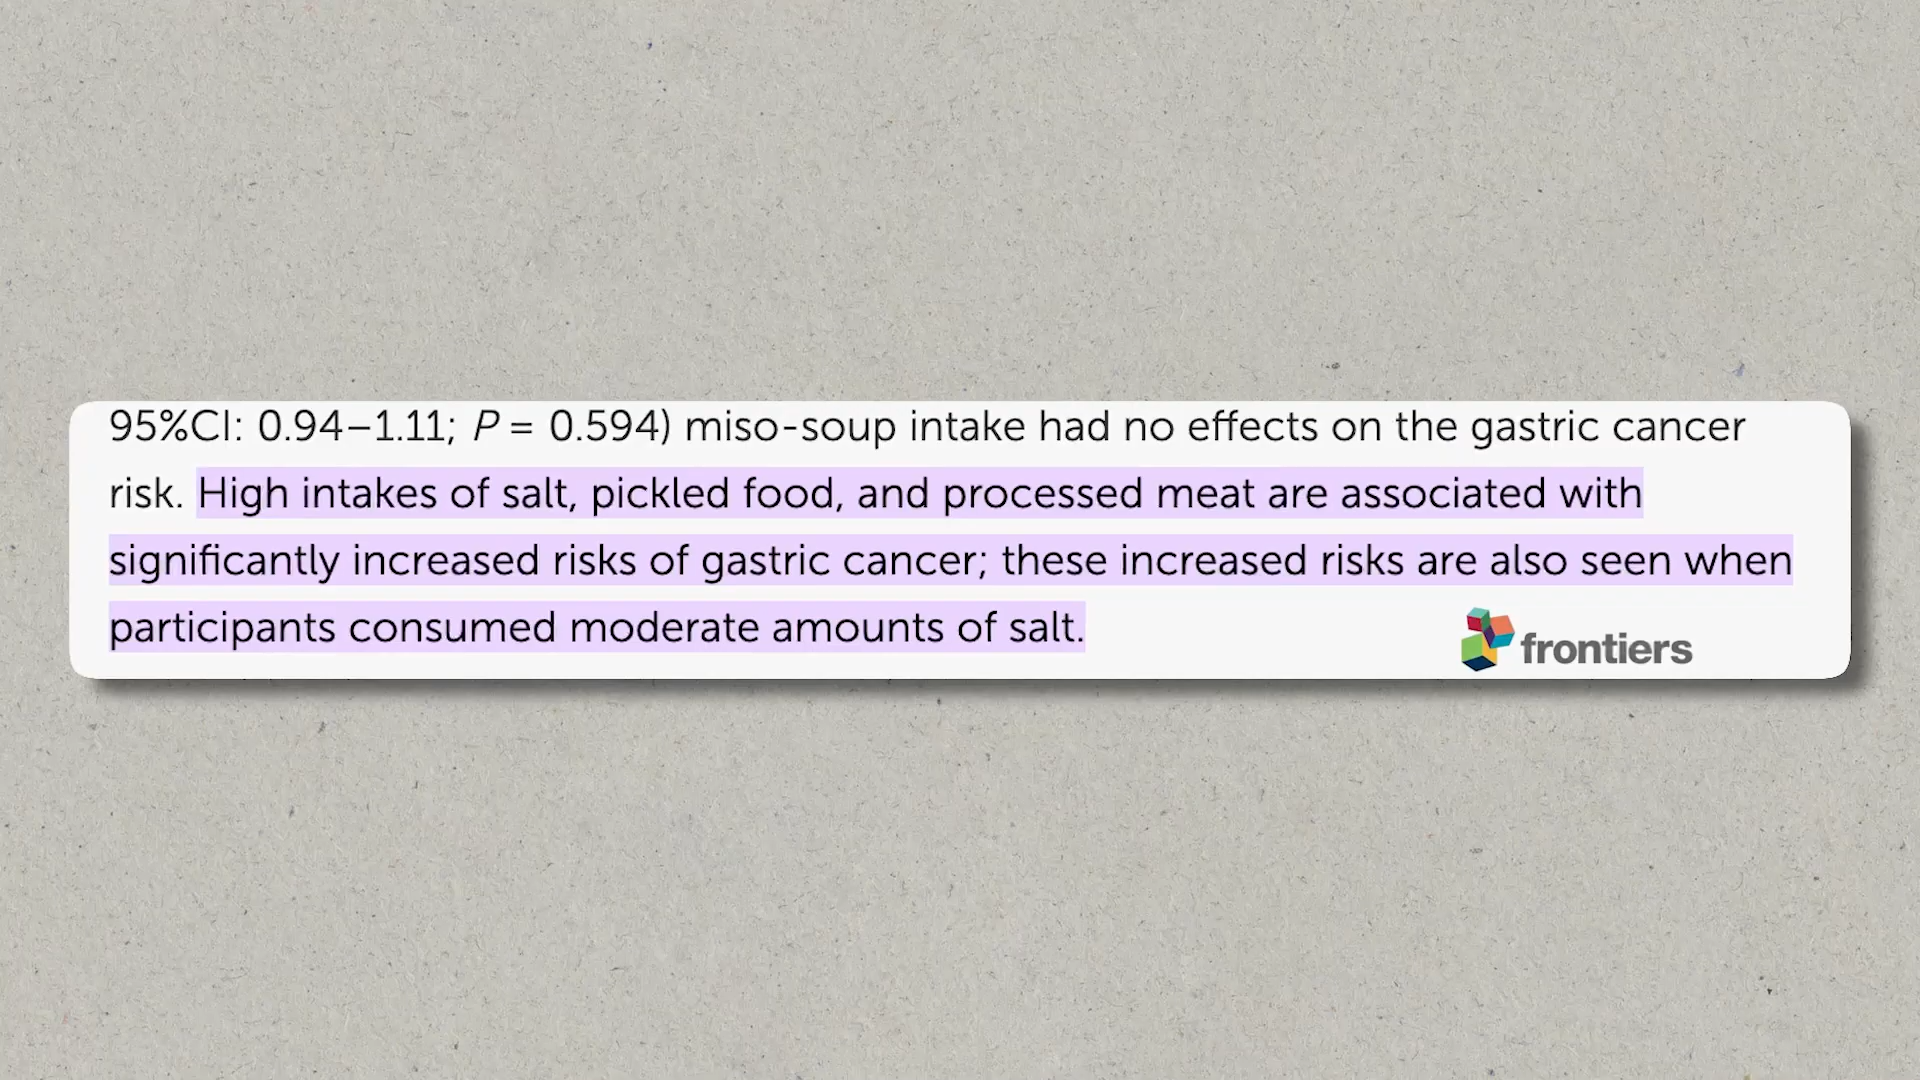 95%CI: 0.94–1.11; P = 0.594) miso-soup intake had no effects on the gastric cancer
risk. High intakes of salt, pickled food, and processed meat are associated with
significantly increased risks of gastric cancer; these increased risks are also seen when
participants consumed moderate amounts of salt.
frontiers